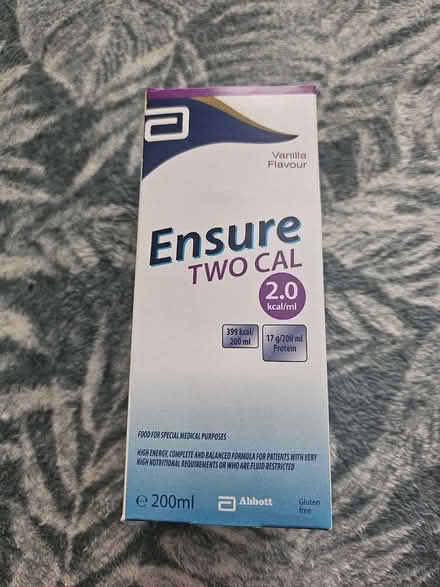 Vanilla
Flavour
Ensure
TWO CAL
2.0
kcal/ml
399 kcal/
200 ml
17 g/200 ml
Protein
FOOD FOR SPECIAL MEDICAL PURPOSES
HIGH ENERGY, COMPLETE AND BALANCED FORMULA FOR PATIENTS WITH VERY
HIGH NUTRITIONAL REQUIREMENTS OR WHO ARE FLUID RESTRICTED
℮ 200ml
Abbott
Gluten
free